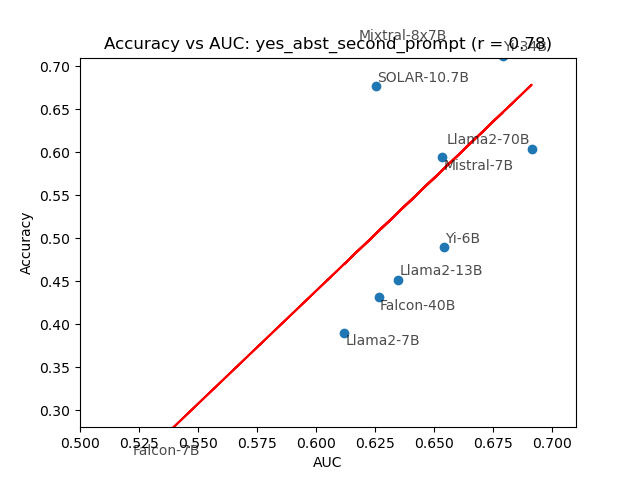 Mixtral-8x7B
Yi-34B
Accuracy vs AUC: yes_abst_second_prompt (r = 0.78)
0.70
SOLAR-10.7B
0.65
Llama2-70B
0.60
Mistral-7B
0.55
0.50
Yi-6B
0.45
Llama2-13B
Falcon-40B
0.40
Llama2-7B
0.35
0.30
Accuracy
0.500 0.525 0.550 0.575 0.600 0.625 0.650 0.675 0.700
Falcon-7B
AUC